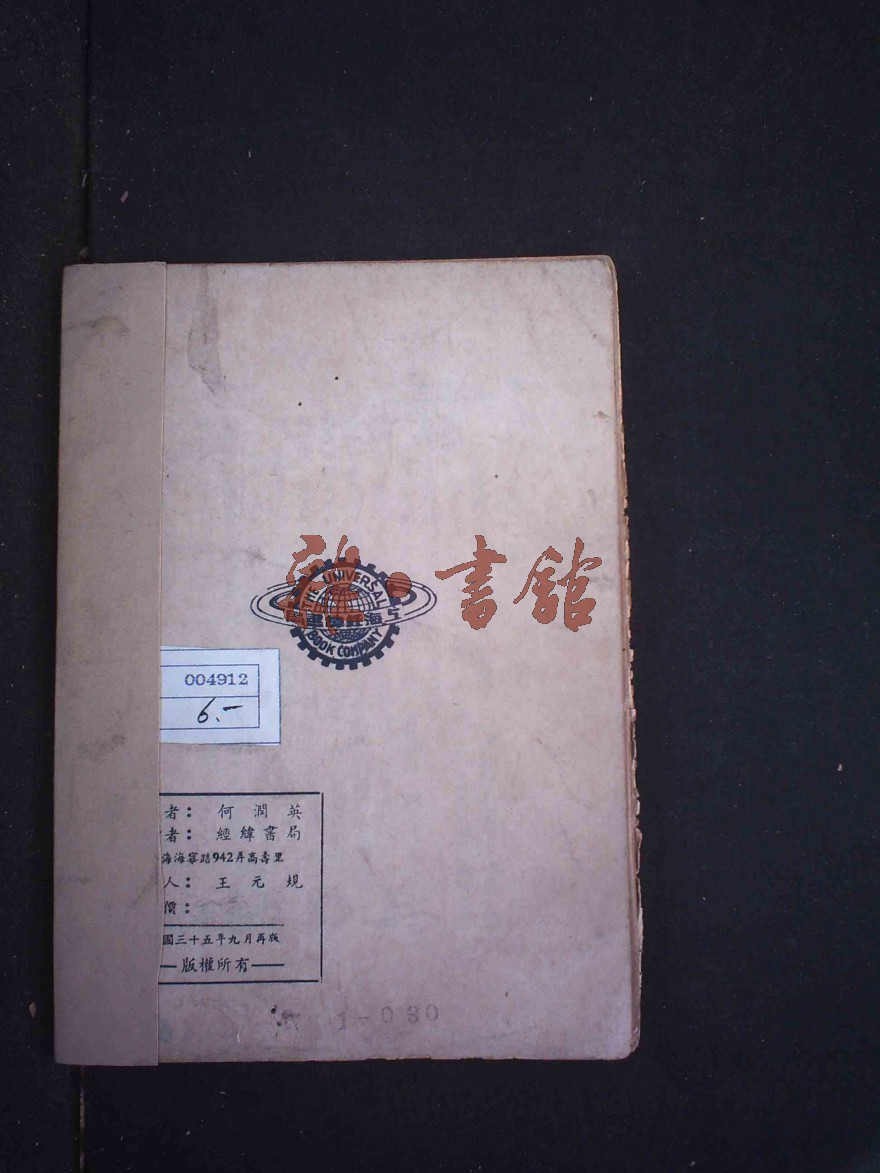 書館
THE UNIVERSAL
BOOK COMPANY
004912
6.-
者：何潤英
者：經緯書局
海海寗路942弄高壽里
人：王元規
價：
國三十五年九月再版
—版權所有—
-030